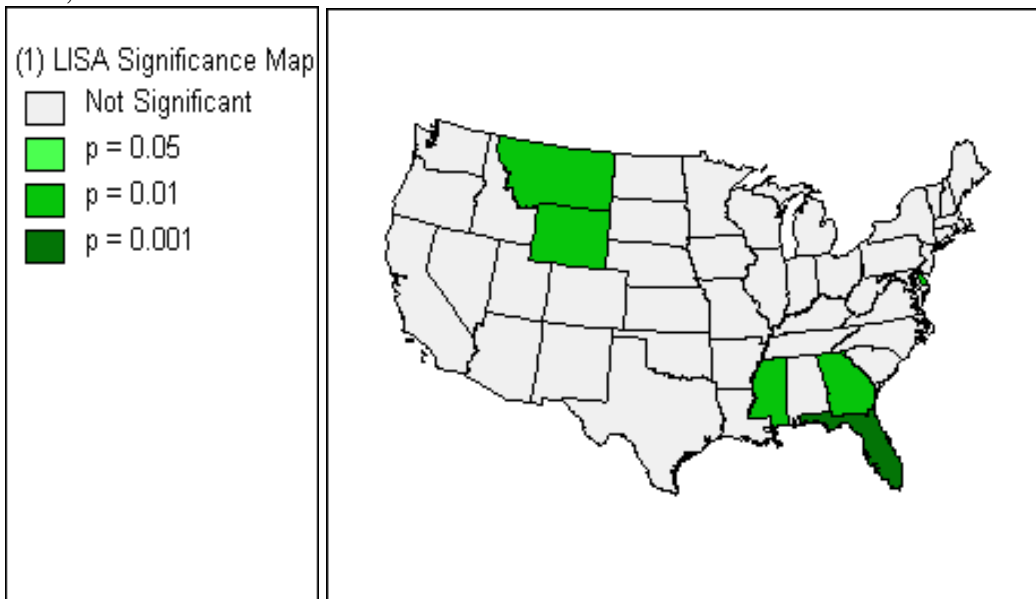 (1) LISA Significance Map
Not Significant
p = 0.05
p = 0.01
p = 0.001